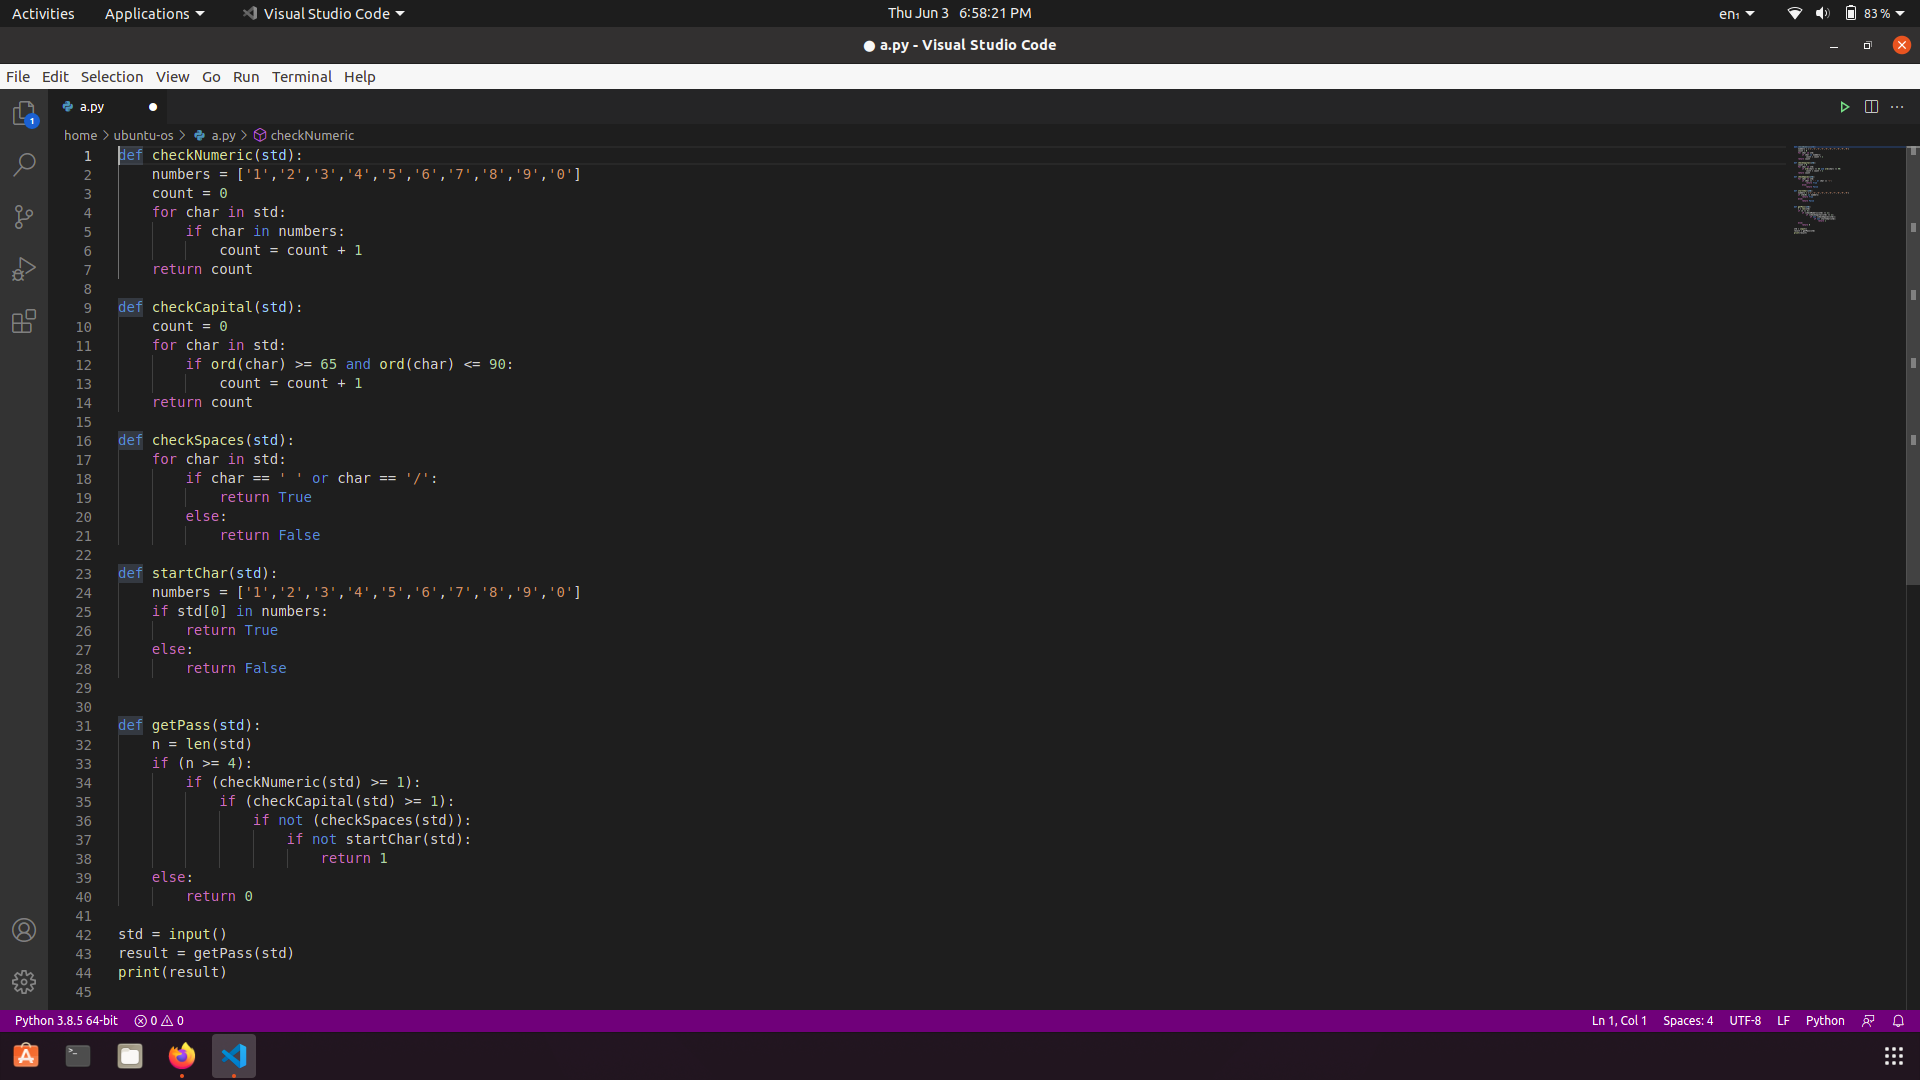 Activities Applications Visual Studio Code Thu Jun 3 6:58:21 PM en₁ 83 %
● a.py - Visual Studio Code
File Edit Selection View Go Run Terminal Help
a.py
home > ubuntu-os > a.py > checkNumeric
1 def checkNumeric(std):
2     numbers = ['1','2','3','4','5','6','7','8','9','0']
3     count = 0
4     for char in std:
5         if char in numbers:
6             count = count + 1
7     return count
8
9 def checkCapital(std):
10     count = 0
11     for char in std:
12         if ord(char) >= 65 and ord(char) <= 90:
13             count = count + 1
14     return count
15
16 def checkSpaces(std):
17     for char in std:
18         if char == ' ' or char == '/':
19             return True
20         else:
21             return False
22
23 def startChar(std):
24     numbers = ['1','2','3','4','5','6','7','8','9','0']
25     if std[0] in numbers:
26         return True
27     else:
28         return False
29
30
31 def getPass(std):
32     n = len(std)
33     if (n >= 4):
34         if (checkNumeric(std) >= 1):
35             if (checkCapital(std) >= 1):
36                 if not (checkSpaces(std)):
37                     if not startChar(std):
38                         return 1
39     else:
40         return 0
41
42 std = input()
43 result = getPass(std)
44 print(result)
45
1
Python 3.8.5 64-bit 0 0 Ln 1, Col 1 Spaces: 4 UTF-8 LF Python